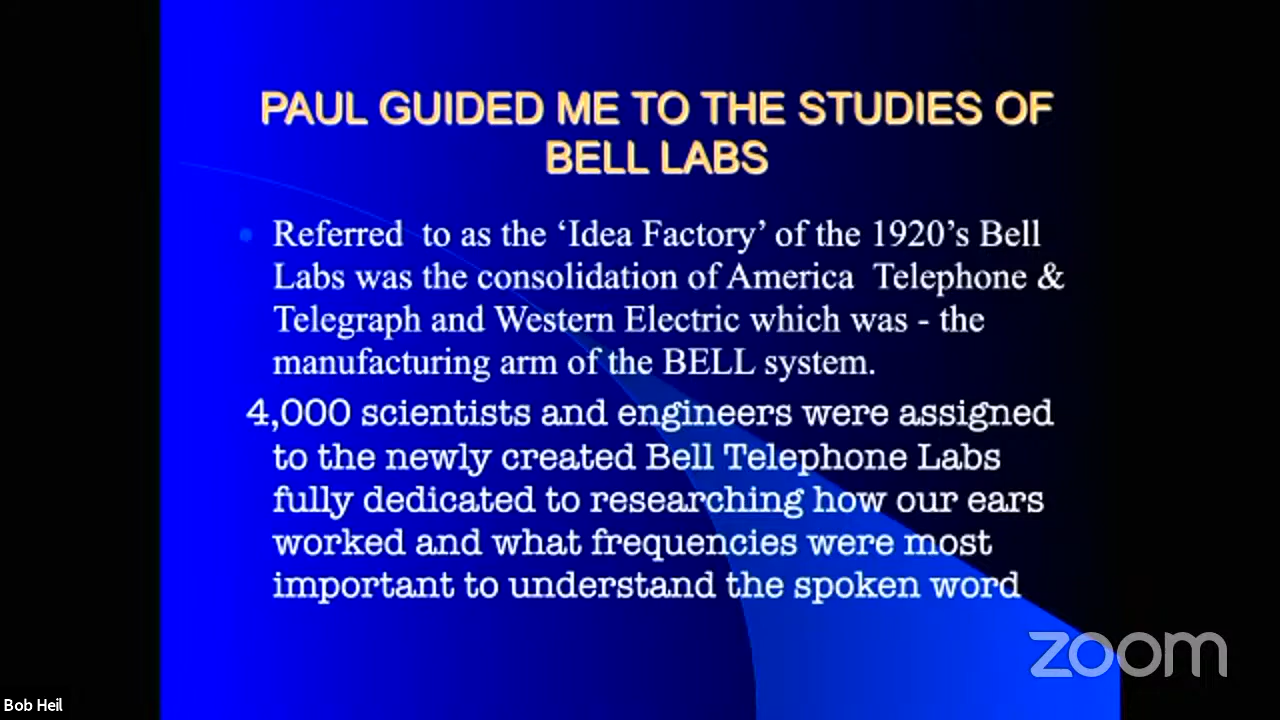 PAUL GUIDED ME TO THE STUDIES OF
BELL LABS
Referred to as the ‘Idea Factory’ of the 1920’s Bell
Labs was the consolidation of America Telephone &
Telegraph and Western Electric which was - the
manufacturing arm of the BELL system.
4,000 scientists and engineers were assigned
to the newly created Bell Telephone Labs
fully dedicated to researching how our ears
worked and what frequencies were most
important to understand the spoken word
zoom
Bob Heil